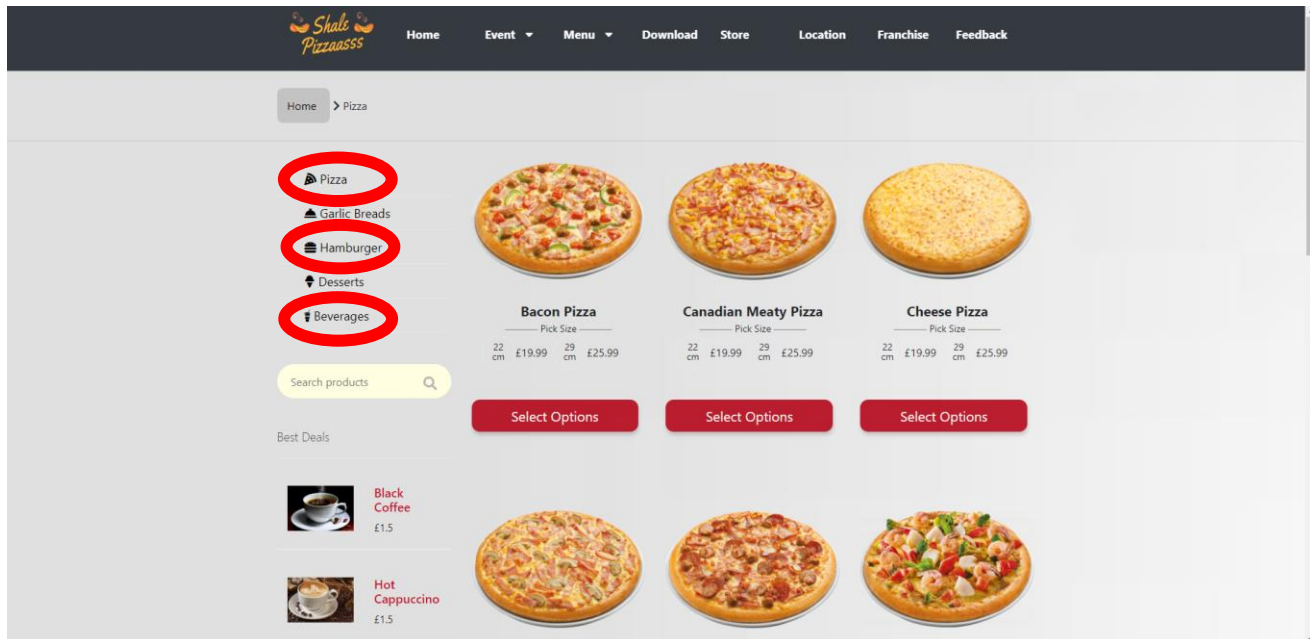 Shale
Pizzaasss
Home Event Menu Download Store Location Franchise Feedback
Home > Pizza
Pizza
Garlic Breads
Hamburger
Desserts
Beverages
Search products
Best Deals
Black
Coffee
£1.5
Hot
Cappuccino
£1.5
Bacon Pizza
Pick Size
22 cm £19.99 29 cm £25.99
Select Options
Canadian Meaty Pizza
Pick Size
22 cm £19.99 29 cm £25.99
Select Options
Cheese Pizza
Pick Size
22 cm £19.99 29 cm £25.99
Select Options